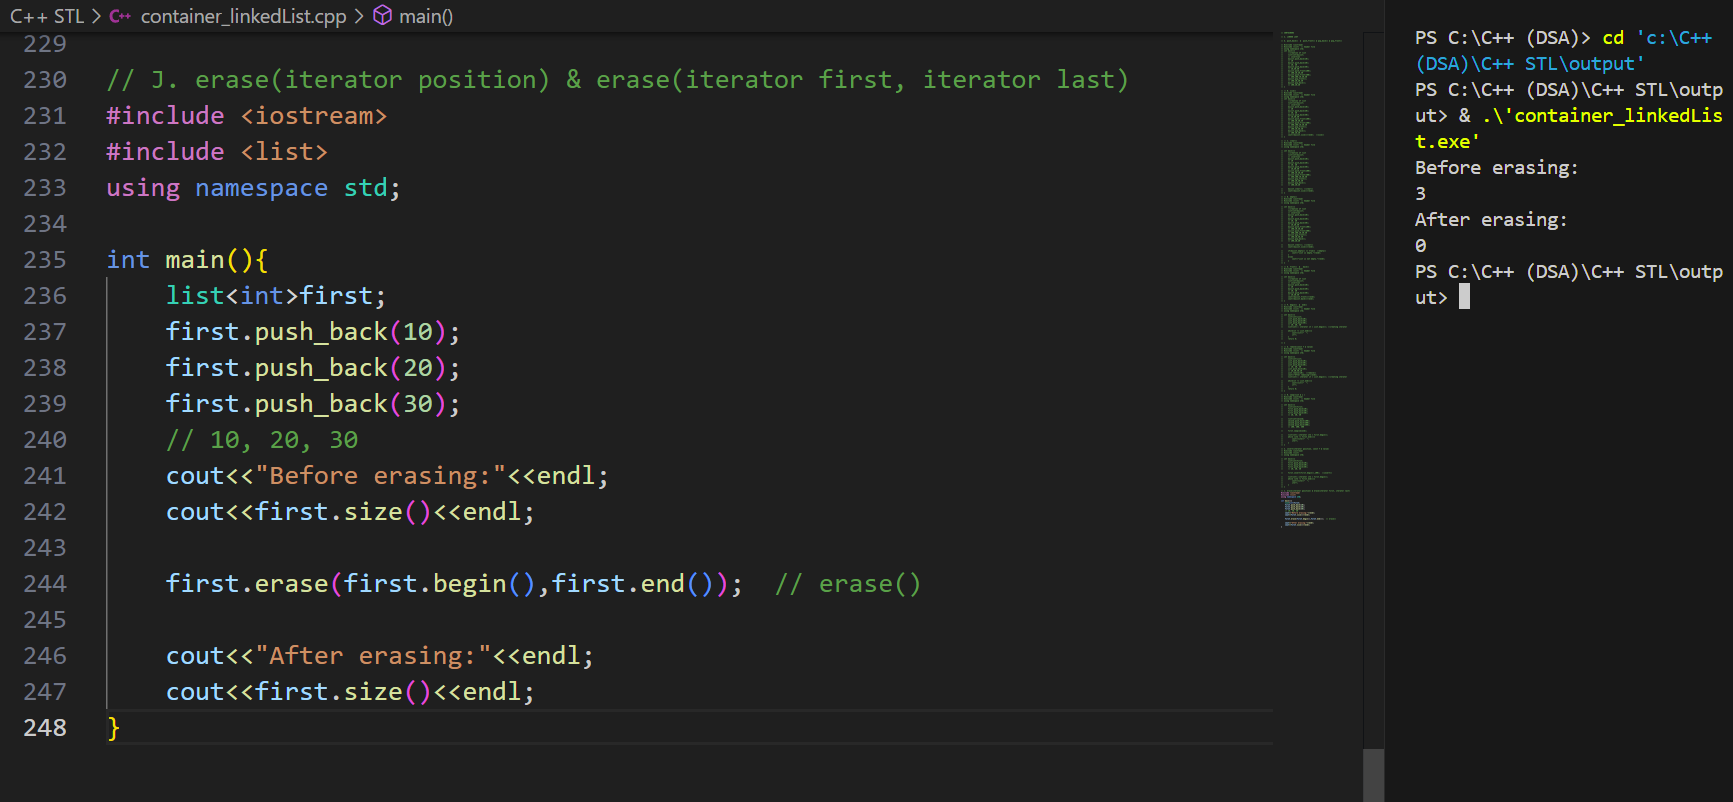 C++ STL > C++ container_linkedList.cpp > main()
229
230 // J. erase(iterator position) & erase(iterator first, iterator last)
231 #include <iostream>
232 #include <list>
233 using namespace std;
234
235 int main(){
236 list<int>first;
237 first.push_back(10);
238 first.push_back(20);
239 first.push_back(30);
240 // 10, 20, 30
241 cout<<"Before erasing:"<<endl;
242 cout<<first.size()<<endl;
243
244 first.erase(first.begin(),first.end()); // erase()
245
246 cout<<"After erasing:"<<endl;
247 cout<<first.size()<<endl;
248 }
PS C:\C++ (DSA)> cd 'c:\C++
(DSA)\C++ STL\output'
PS C:\C++ (DSA)\C++ STL\outp
ut> & .\'container_linkedLis
t.exe'
Before erasing:
3
After erasing:
0
PS C:\C++ (DSA)\C++ STL\outp
ut>